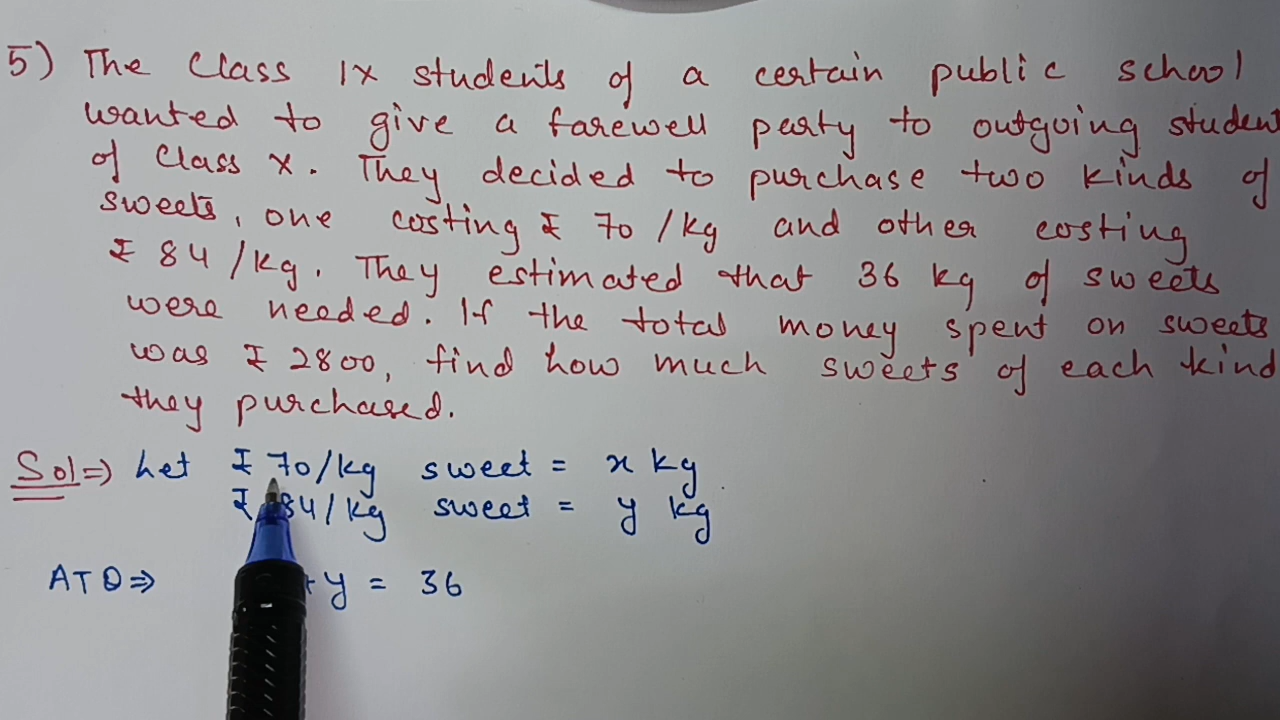 5) The Class IX students of a certain public school
wanted to give a farewell party to outgoing student
of Class X. They decided to purchase two kinds of
sweets, one costing ₹ 70/kg and other costing
₹ 84/kg. They estimated that 36 kg of sweets
were needed. If the total money spent on sweets
was ₹ 2800, find how much sweets of each kind
they purchased.
Sol⇒ Let ₹ 70/kg sweet = x kg
₹ 84/kg sweet = y kg
ATQ⇒ + y = 36